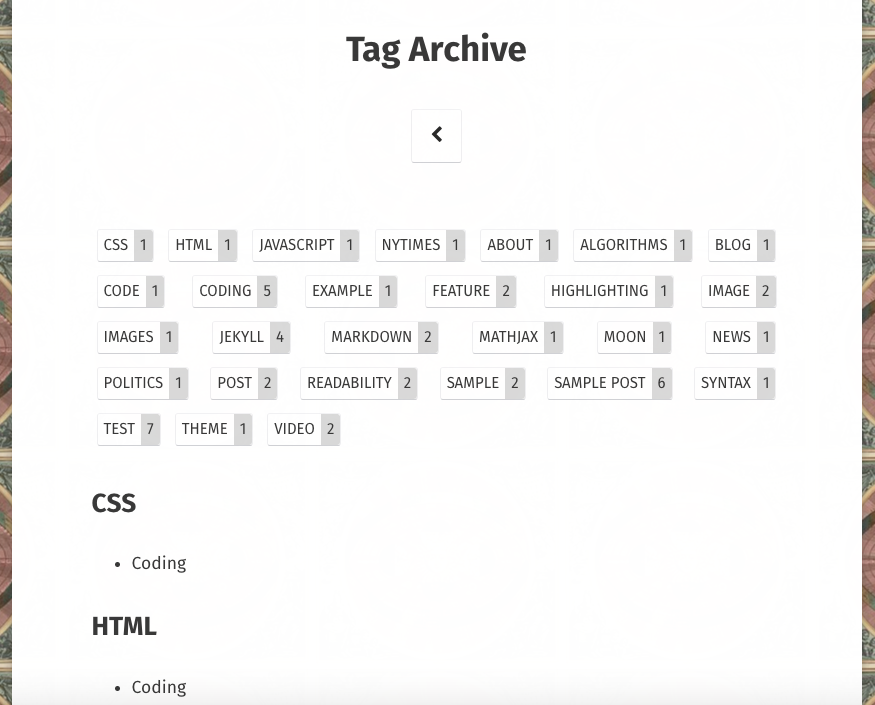 Tag Archive
CSS 1 HTML 1 JAVASCRIPT 1 NYTIMES 1 ABOUT 1 ALGORITHMS 1 BLOG 1
CODE 1 CODING 5 EXAMPLE 1 FEATURE 2 HIGHLIGHTING 1 IMAGE 2
IMAGES 1 JEKYLL 4 MARKDOWN 2 MATHJAX 1 MOON 1 NEWS 1
POLITICS 1 POST 2 READABILITY 2 SAMPLE 2 SAMPLE POST 6 SYNTAX 1
TEST 7 THEME 1 VIDEO 2
CSS
• Coding
HTML
• Coding